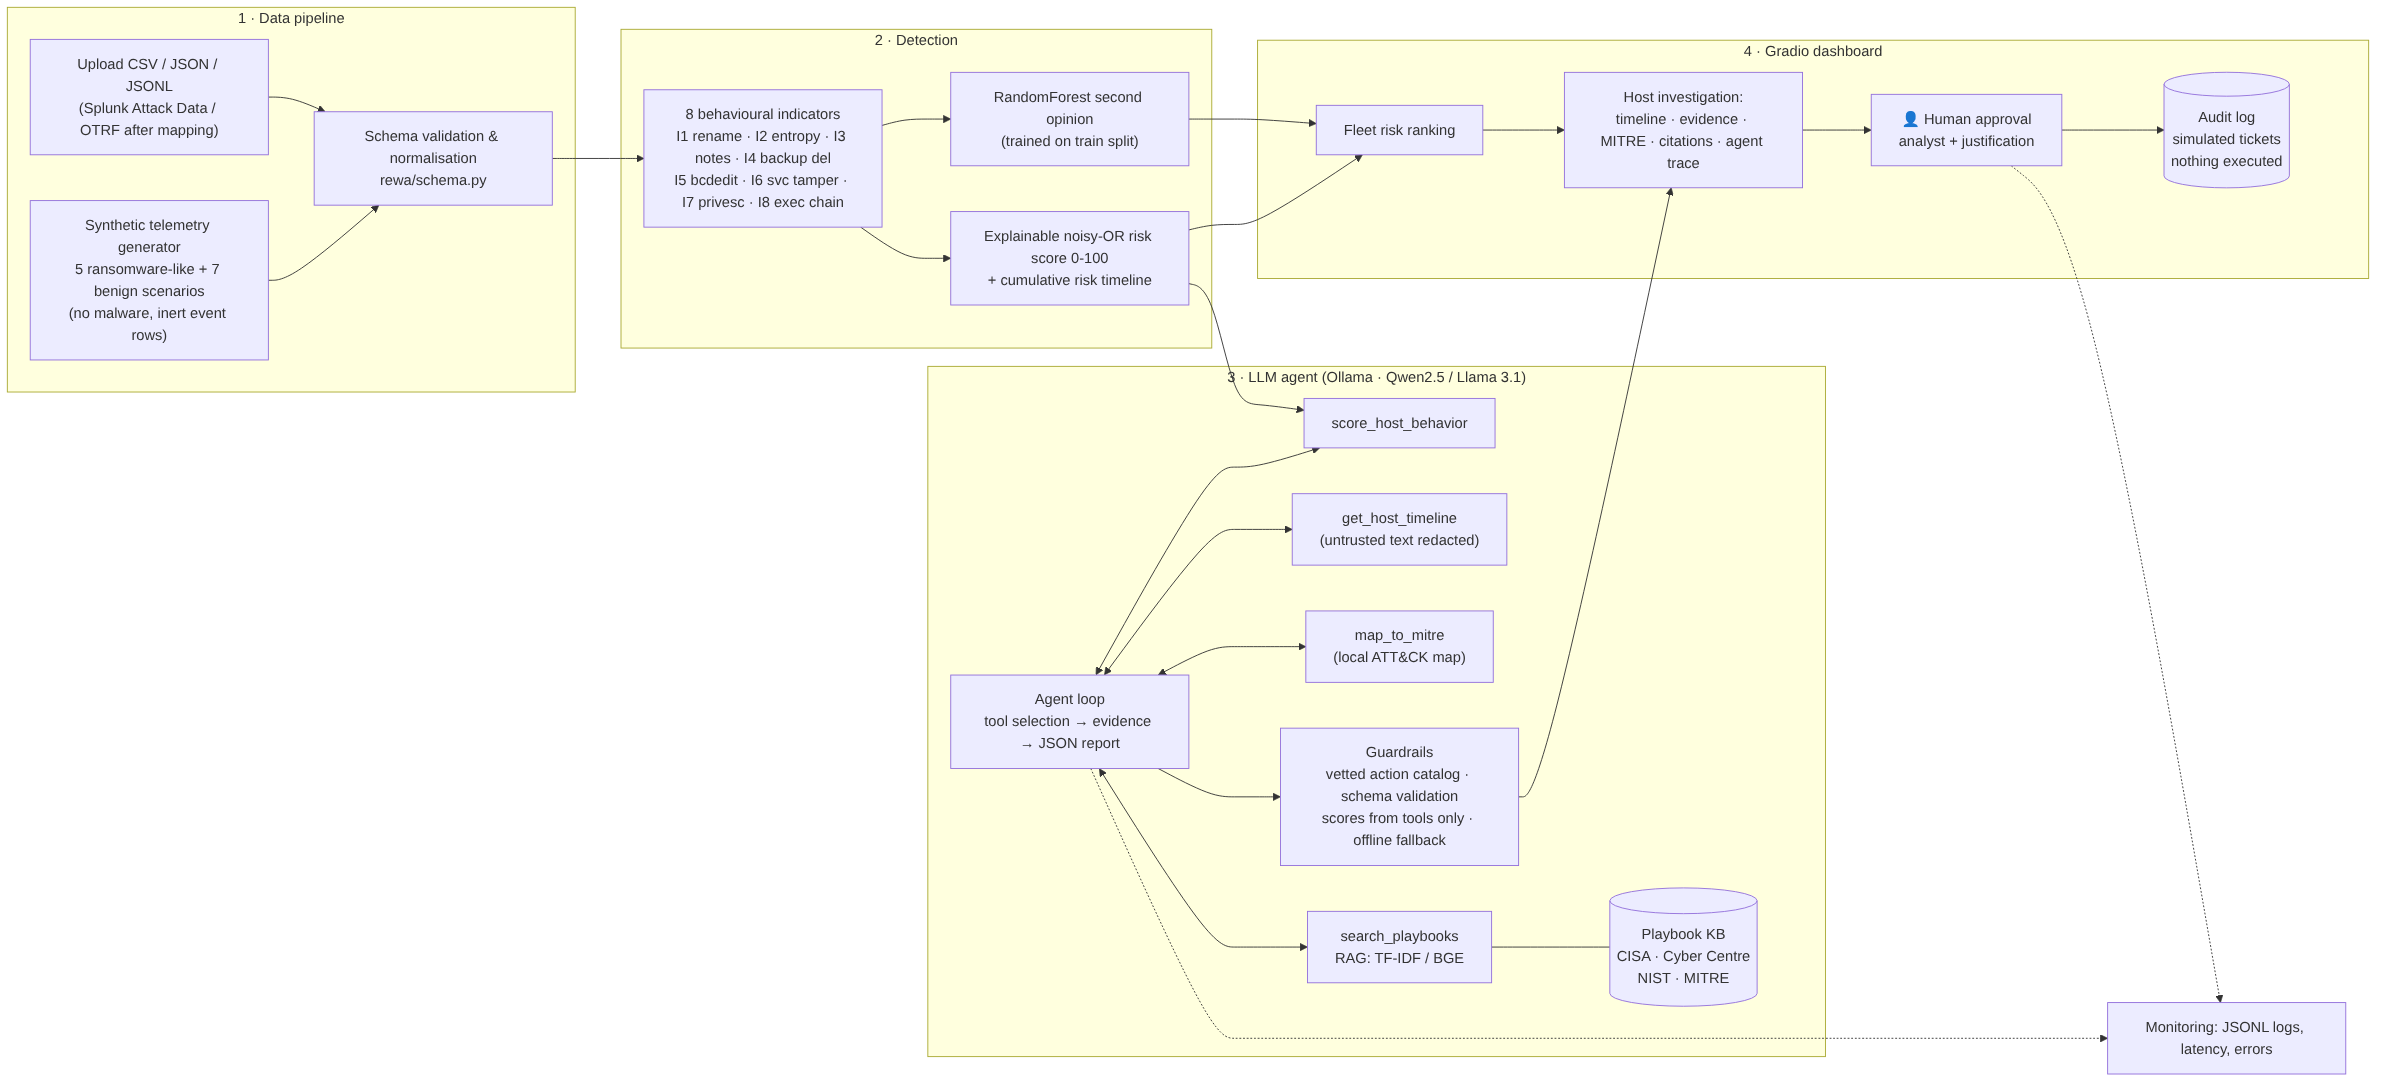 1 · Data pipeline
Upload CSV / JSON /
JSONL
(Splunk Attack Data /
OTRF after mapping)
Synthetic telemetry
generator
5 ransomware-like + 7
benign scenarios
(no malware, inert event
rows)
Schema validation &
normalisation
rewa/schema.py
2 · Detection
8 behavioural indicators
I1 rename · I2 entropy · I3
notes · I4 backup del
I5 bcdedit · I6 svc tamper ·
I7 privesc · I8 exec chain
RandomForest second
opinion
(trained on train split)
Explainable noisy-OR risk
score 0-100
+ cumulative risk timeline
4 · Gradio dashboard
Fleet risk ranking
Host investigation:
timeline · evidence ·
MITRE · citations · agent
trace
👤 Human approval
analyst + justification
Audit log
simulated tickets
nothing executed
3 · LLM agent (Ollama · Qwen2.5 / Llama 3.1)
score_host_behavior
get_host_timeline
(untrusted text redacted)
map_to_mitre
(local ATT&CK map)
Agent loop
tool selection → evidence
→ JSON report
Guardrails
vetted action catalog ·
schema validation
scores from tools only ·
offline fallback
search_playbooks
RAG: TF-IDF / BGE
Playbook KB
CISA · Cyber Centre
NIST · MITRE
Monitoring: JSONL logs,
latency, errors